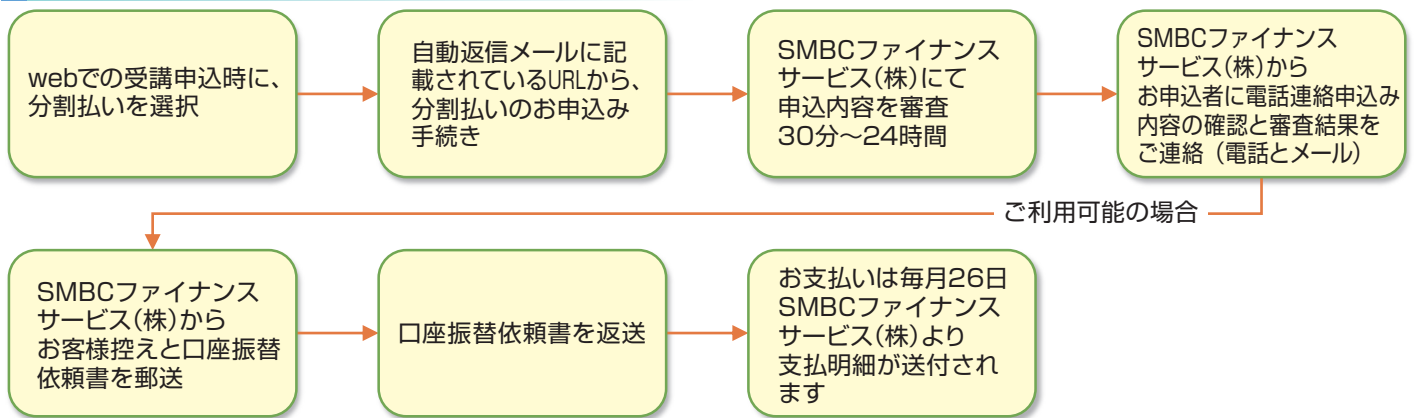 webでの受講申込時に、
分割払いを選択
自動返信メールに記
載されているURLから、
分割払いのお申込み
手続き
SMBCファイナンス
サービス(株)にて
申込内容を審査
30分〜24時間
SMBCファイナンス
サービス(株)から
お申込者に電話連絡申込み
内容の確認と審査結果を
ご連絡（電話とメール）
ご利用可能の場合
SMBCファイナンス
サービス(株)から
お客様控えと口座振替
依頼書を郵送
口座振替依頼書を返送
お支払いは毎月26日
SMBCファイナンス
サービス(株)より
支払明細が送付され
ます